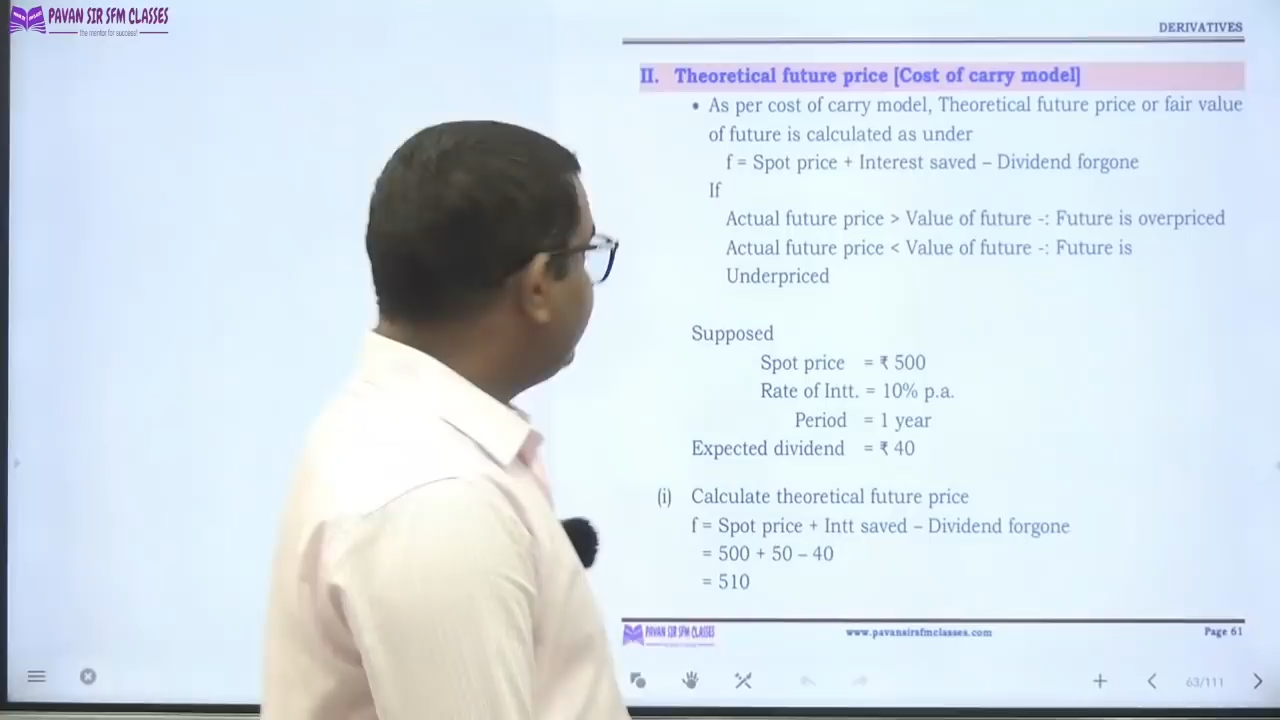 PAVAN SIR SFM CLASSES
the mentor for success!
DERIVATIVES
II. Theoretical future price [Cost of carry model]
• As per cost of carry model, Theoretical future price or fair value
of future is calculated as under
f = Spot price + Interest saved – Dividend forgone
If
Actual future price > Value of future -: Future is overpriced
Actual future price < Value of future -: Future is
Underpriced
Supposed
Spot price = ₹ 500
Rate of Intt. = 10% p.a.
Period = 1 year
Expected dividend = ₹ 40
(i) Calculate theoretical future price
f = Spot price + Intt saved – Dividend forgone
= 500 + 50 – 40
= 510
PAVAN SIR SFM CLASSES
www.pavansirsfmclasses.com
Page 61
63/111